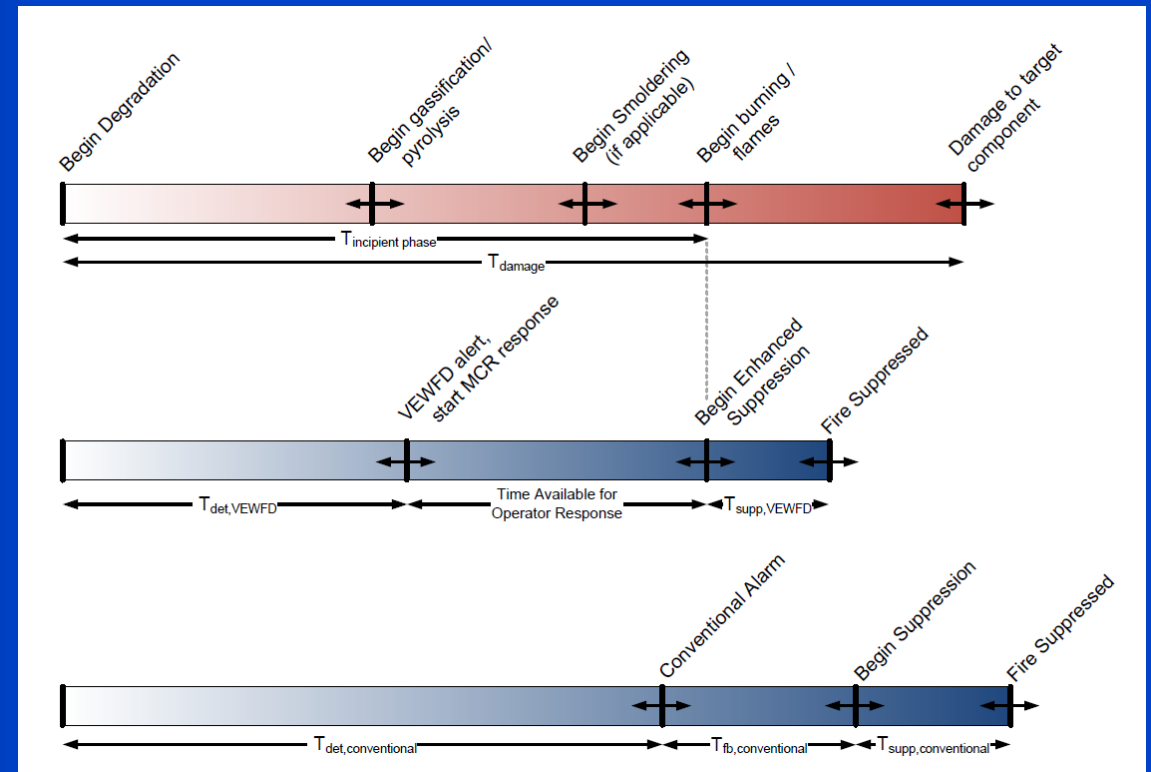 Begin Degradation
Begin gassification/
pyrolysis
Begin Smoldering
(if applicable)
Begin burning /
flames
Damage to target
component
Tincipient phase
Tdamage
VEWFD alert,
start MCR response
Begin Enhanced
Suppression
Fire Suppressed
Tdet,VEWFD
Time Available for
Operator Response
Tsupp,VEWFD
Conventional Alarm
Begin Suppression
Fire Suppressed
Tdet,conventional
Tfb,conventional
Tsupp,conventional